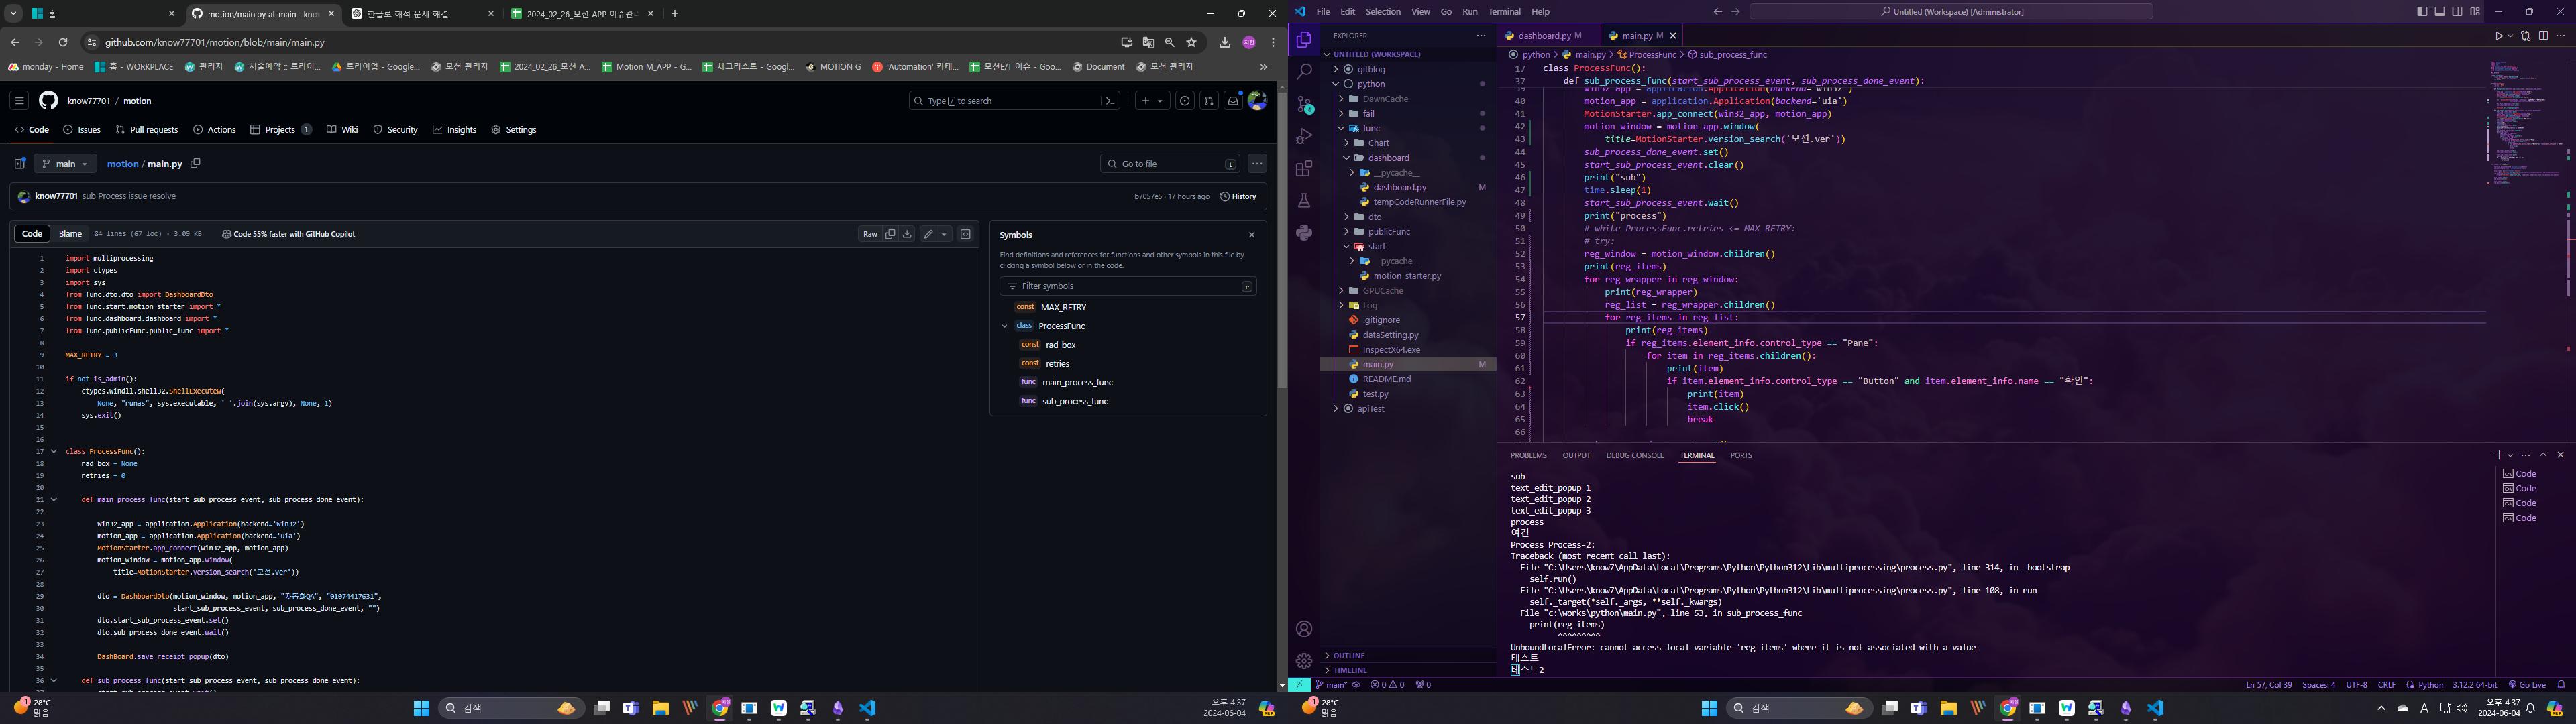 홈
motion/main.py at main · know
한글로 해석 문제 해결
2024_02_26_모션 APP 이슈관리
github.com/know77701/motion/blob/main/main.py
monday - Home
홈 - WORKPLACE
관리자
시술예약 :: 트라이...
트라이업 - Google...
모션 관리자
2024_02_26_모션 A...
Motion M_APP - G...
체크리스트 - Googl...
MOTION G
'Automation' 카테...
모션E/T 이슈 - Goo...
Document
모션 관리자
know77701 / motion
Type / to search
Code
Issues
Pull requests
Actions
Projects 1
Wiki
Security
Insights
Settings
main
motion / main.py
Go to file
t
know77701 sub Process issue resolve
b7057e5 · 17 hours ago
History
Code
Blame
84 lines (67 loc) · 3.09 KB
Code 55% faster with GitHub Copilot
Raw
1 import multiprocessing
2 import ctypes
3 import sys
4 from func.dto.dto import DashboardDto
5 from func.start.motion_starter import *
6 from func.dashboard.dashboard import *
7 from func.publicFunc.public_func import *
8
9 MAX_RETRY = 3
10
11 if not is_admin():
12 ctypes.windll.shell32.ShellExecuteW(
13 None, "runas", sys.executable, ' '.join(sys.argv), None, 1)
14 sys.exit()
15
16
17 class ProcessFunc():
18 rad_box = None
19 retries = 0
20
21 def main_process_func(start_sub_process_event, sub_process_done_event):
22
23 win32_app = application.Application(backend='win32')
24 motion_app = application.Application(backend='uia')
25 MotionStarter.app_connect(win32_app, motion_app)
26 motion_window = motion_app.window(
27 title=MotionStarter.version_search('모션.ver'))
28
29 dto = DashboardDto(motion_window, motion_app, "자동화QA", "01074417631",
30 start_sub_process_event, sub_process_done_event, "")
31 dto.start_sub_process_event.set()
32 dto.sub_process_done_event.wait()
33
34 DashBoard.save_receipt_popup(dto)
35
36 def sub_process_func(start_sub_process_event, sub_process_done_event):
Symbols
Find definitions and references for functions and other symbols in this file by
clicking a symbol below or in the code.
Filter symbols
r
const MAX_RETRY
class ProcessFunc
const rad_box
const retries
func main_process_func
func sub_process_func
28°C
맑음
검색
오후 4:37
2024-06-04
File Edit Selection View Go Run Terminal Help
Untitled (Workspace) [Administrator]
EXPLORER
UNTITLED (WORKSPACE)
gitblog
python
DawnCache
fail
func
Chart
dashboard
__pycache__
dashboard.py M
tempCodeRunnerFile.py
dto
publicFunc
start
__pycache__
motion_starter.py
GPUCache
Log
.gitignore
dataSetting.py
InspectX64.exe
main.py M
README.md
test.py
apiTest
OUTLINE
TIMELINE
dashboard.py M
main.py M
python > main.py > ProcessFunc > sub_process_func
17 class ProcessFunc():
37 def sub_process_func(start_sub_process_event, sub_process_done_event):
39 win32_app = application.Application(backend='win32')
40 motion_app = application.Application(backend='uia')
41 MotionStarter.app_connect(win32_app, motion_app)
42 motion_window = motion_app.window(
43 title=MotionStarter.version_search('모션.ver'))
44 sub_process_done_event.set()
45 start_sub_process_event.clear()
46 print("sub")
47 time.sleep(1)
48 start_sub_process_event.wait()
49 print("process")
50 # while ProcessFunc.retries <= MAX_RETRY:
51 # try:
52 reg_window = motion_window.children()
53 print(reg_items)
54 for reg_wrapper in reg_window:
55 print(reg_wrapper)
56 reg_list = reg_wrapper.children()
57 for reg_items in reg_list:
58 print(reg_items)
59 if reg_items.element_info.control_type == "Pane":
60 for item in reg_items.children():
61 print(item)
62 if item.element_info.control_type == "Button" and item.element_info.name == "확인":
63 print(item)
64 item.click()
65 break
66
PROBLEMS OUTPUT DEBUG CONSOLE TERMINAL PORTS
sub
text_edit_popup 1
text_edit_popup 2
text_edit_popup 3
process
여긴
Process Process-2:
Traceback (most recent call last):
File "C:\Users\know7\AppData\Local\Programs\Python\Python312\Lib\multiprocessing\process.py", line 314, in _bootstrap
self.run()
File "C:\Users\know7\AppData\Local\Programs\Python\Python312\Lib\multiprocessing\process.py", line 108, in run
self._target(*self._args, **self._kwargs)
File "c:\works\python\main.py", line 53, in sub_process_func
print(reg_items)
^^^^^^^^^
UnboundLocalError: cannot access local variable 'reg_items' where it is not associated with a value
테스트
테스트2
Code
Code
Code
Code
main*
0 0
0
Ln 57, Col 39
Spaces: 4
UTF-8
CRLF
Python
3.12.2 64-bit
Go Live
28°C
맑음
검색
A
오후 4:37
2024-06-04